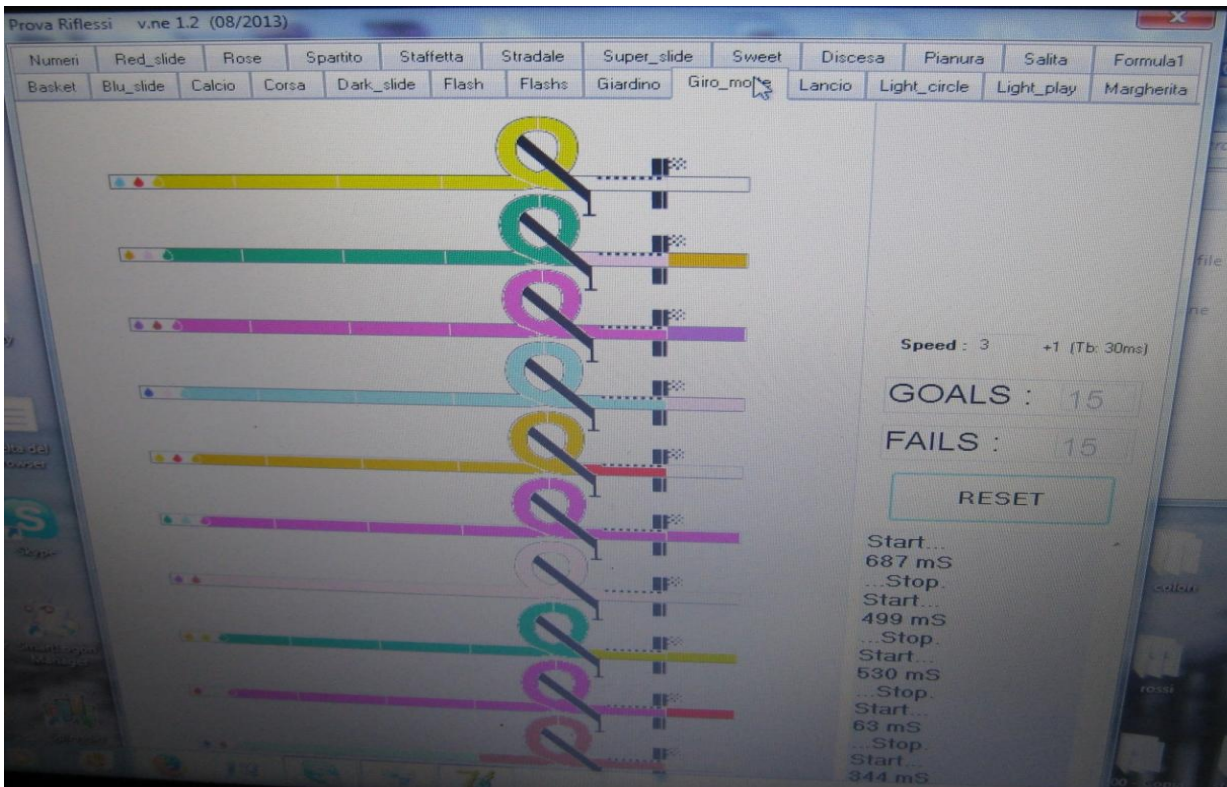 Prova Riflessi v.ne 1.2 (08/2013)
Numeri Red_slide Rose Spartito Staffetta Stradale Super_slide Sweet Discesa Pianura Salita Formula1
Basket Blu_slide Calcio Corsa Dark_slide Flash Flashs Giardino Lancio Light_circle Light_play Margherita
file
Speed : 3 +1 (Tb: 30ms)
GOALS : 15
FAILS : 15
RESET
Start...
687 mS
...Stop.
Start...
499 mS
...Stop.
Start...
530 mS
...Stop.
Start...
63 mS
...Stop.
Start...
344 mS
rossi